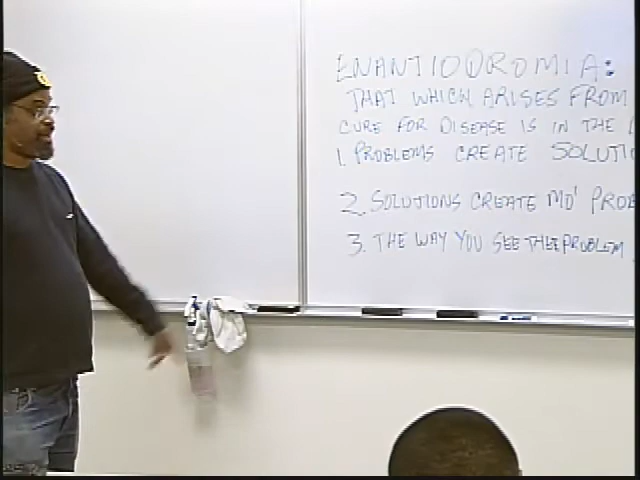 ENANTIODROMIA:
THAT WHICH ARISES FROM
CURE FOR DISEASE IS IN THE
1. PROBLEMS CREATE SOLUTIO
2. SOLUTIONS CREATE MO' PROB
3. THE WAY YOU SEE THE PROBLEM